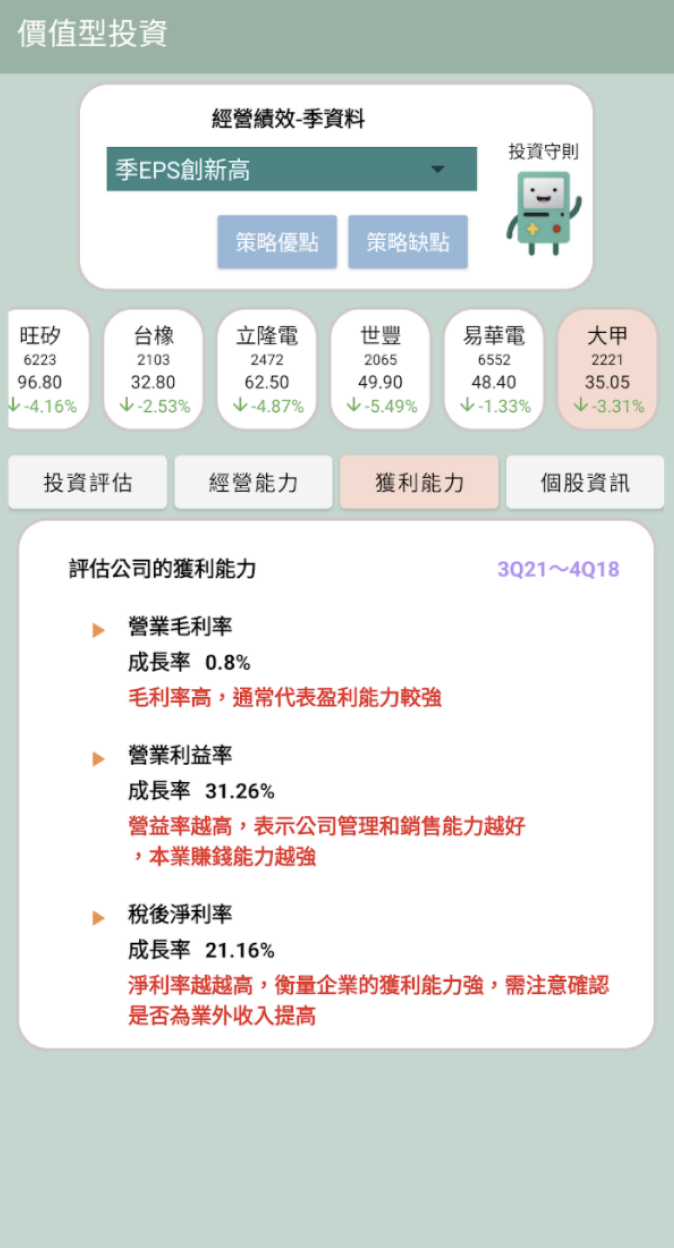 價值型投資
經營績效-季資料
投資守則
季EPS創新高
策略優點
策略缺點
旺矽
6223
96.80
-4.16%
台橡
2103
32.80
-2.53%
立隆電
2472
62.50
-4.87%
世豐
2065
49.90
-5.49%
易華電
6552
48.40
-1.33%
大甲
2221
35.05
-3.31%
投資評估
經營能力
獲利能力
個股資訊
評估公司的獲利能力
3Q21～4Q18
營業毛利率
成長率 0.8%
毛利率高，通常代表盈利能力較強
營業利益率
成長率 31.26%
營益率越高，表示公司管理和銷售能力越好
，本業賺錢能力越強
稅後淨利率
成長率 21.16%
淨利率越越高，衡量企業的獲利能力強，需注意確認
是否為業外收入提高